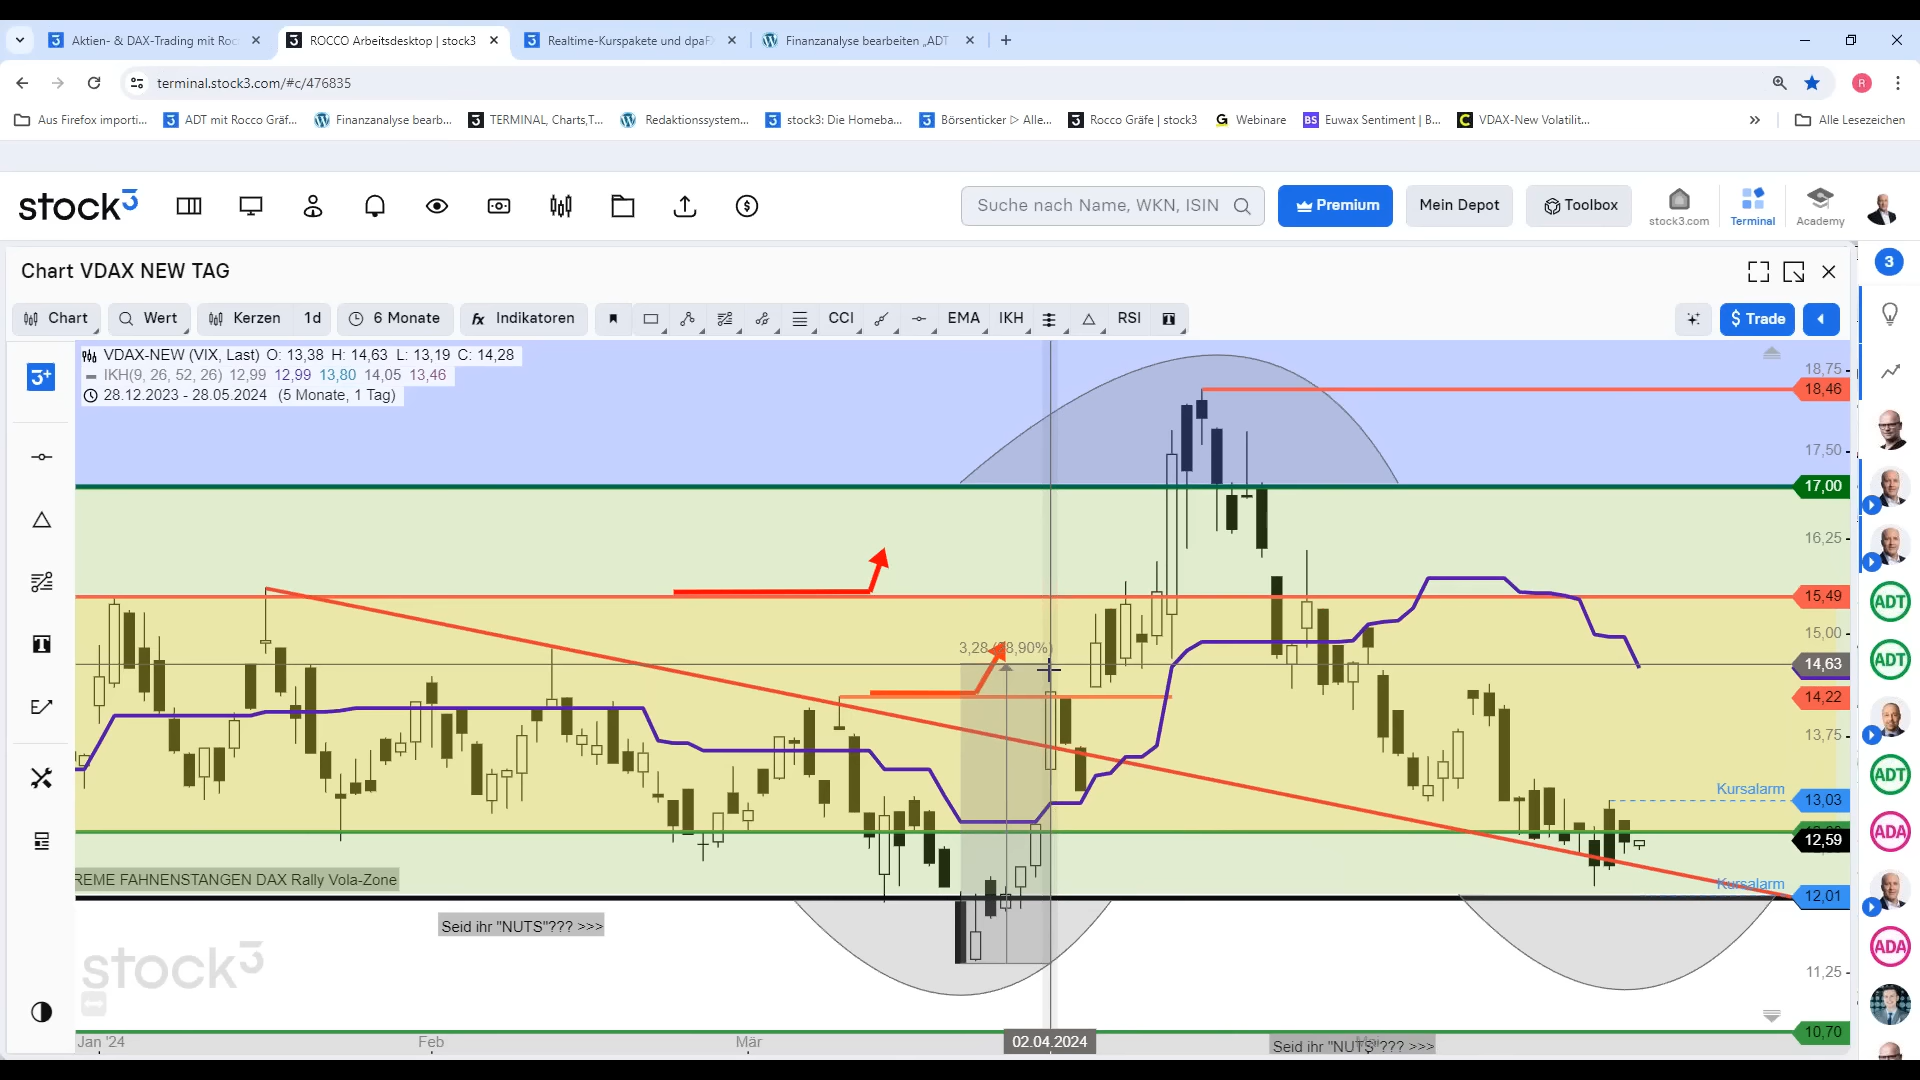 Aktien- & DAX-Trading mit Roc
ROCCO Arbeitsdesktop | stock3
Realtime-Kurspakete und dpaF
Finanzanalyse bearbeiten „ADT
terminal.stock3.com/#c/476835
R
Aus Firefox importi...
ADT mit Rocco Gräf...
Finanzanalyse bearb...
TERMINAL, Charts,T...
Redaktionssystem...
stock3: Die Homeba...
Börsenticker ▷ Alle...
Rocco Gräfe | stock3
Webinare
BS Euwax Sentiment | B...
VDAX-New Volatilit...
Alle Lesezeichen
stock3
Suche nach Name, WKN, ISIN
Premium
Mein Depot
Toolbox
stock3.com
Terminal
Academy
Chart VDAX NEW TAG
3
Chart
Wert
Kerzen
1d
6 Monate
fx Indikatoren
CCI
EMA
IKH
RSI
$ Trade
VDAX-NEW (VIX, Last) O: 13,38 H: 14,63 L: 13,19 C: 14,28
IKH(9, 26, 52, 26) 12,99 12,99 13,80 14,05 13,46
28.12.2023 - 28.05.2024 (5 Monate, 1 Tag)
18,75
18,46
17,50
17,00
16,25
15,49
15,00
14,63
14,22
13,75
Kursalarm
13,03
12,59
Kursalarm
12,01
11,25
10,70
ADT
ADT
ADT
ADA
ADA
REME FAHNENSTANGEN DAX Rally Vola-Zone
Seid ihr "NUTS"??? >>>
stock3
Jan '24
Feb
Mär
02.04.2024
Seid ihr "NUTS"??? >>>